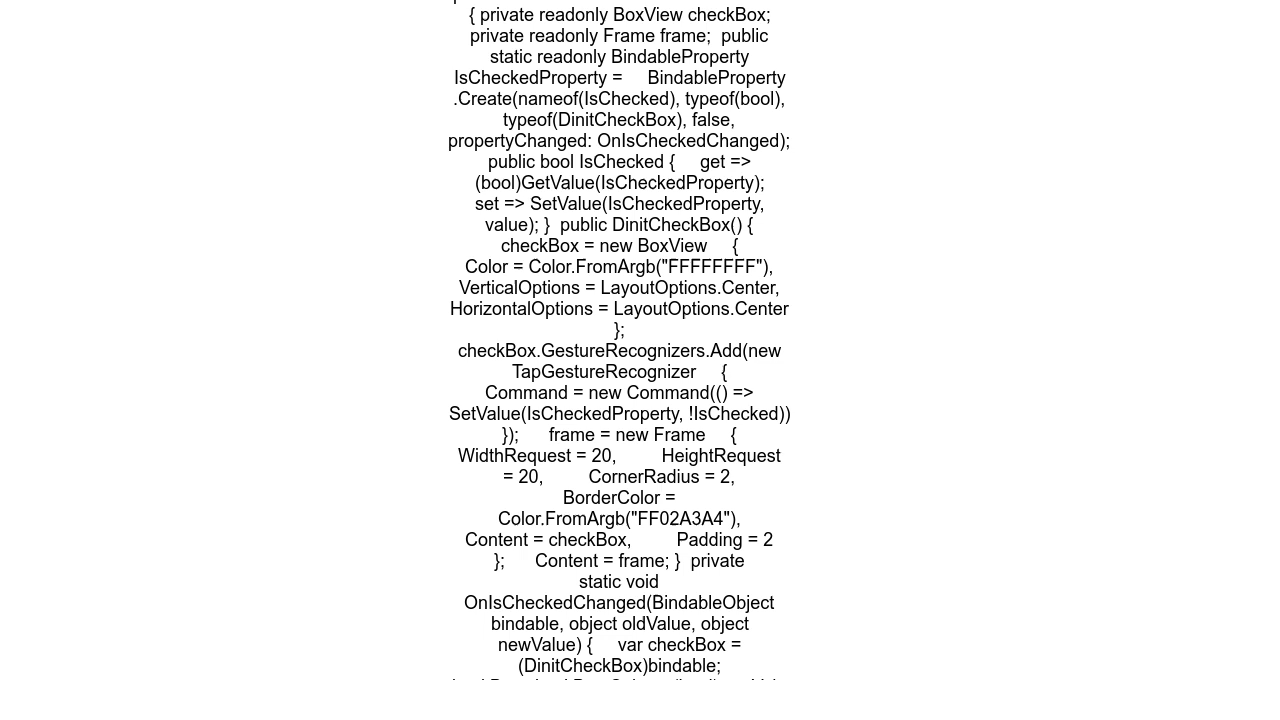 { private readonly BoxView checkBox;
private readonly Frame frame;  public
static readonly BindableProperty
IsCheckedProperty =     BindableProperty
.Create(nameof(IsChecked), typeof(bool),
typeof(DinitCheckBox), false,
propertyChanged: OnIsCheckedChanged);
public bool IsChecked {     get =>
(bool)GetValue(IsCheckedProperty);
set => SetValue(IsCheckedProperty,
value); }  public DinitCheckBox() {
checkBox = new BoxView     {
Color = Color.FromArgb("FFFFFFFF"),
VerticalOptions = LayoutOptions.Center,
HorizontalOptions = LayoutOptions.Center
};
checkBox.GestureRecognizers.Add(new
TapGestureRecognizer     {
Command = new Command(() =>
SetValue(IsCheckedProperty, !IsChecked))
});      frame = new Frame     {
WidthRequest = 20,         HeightRequest
= 20,         CornerRadius = 2,
BorderColor =
Color.FromArgb("FF02A3A4"),
Content = checkBox,         Padding = 2
};      Content = frame; }  private
static void
OnIsCheckedChanged(BindableObject
bindable, object oldValue, object
newValue) {     var checkBox =
(DinitCheckBox)bindable;